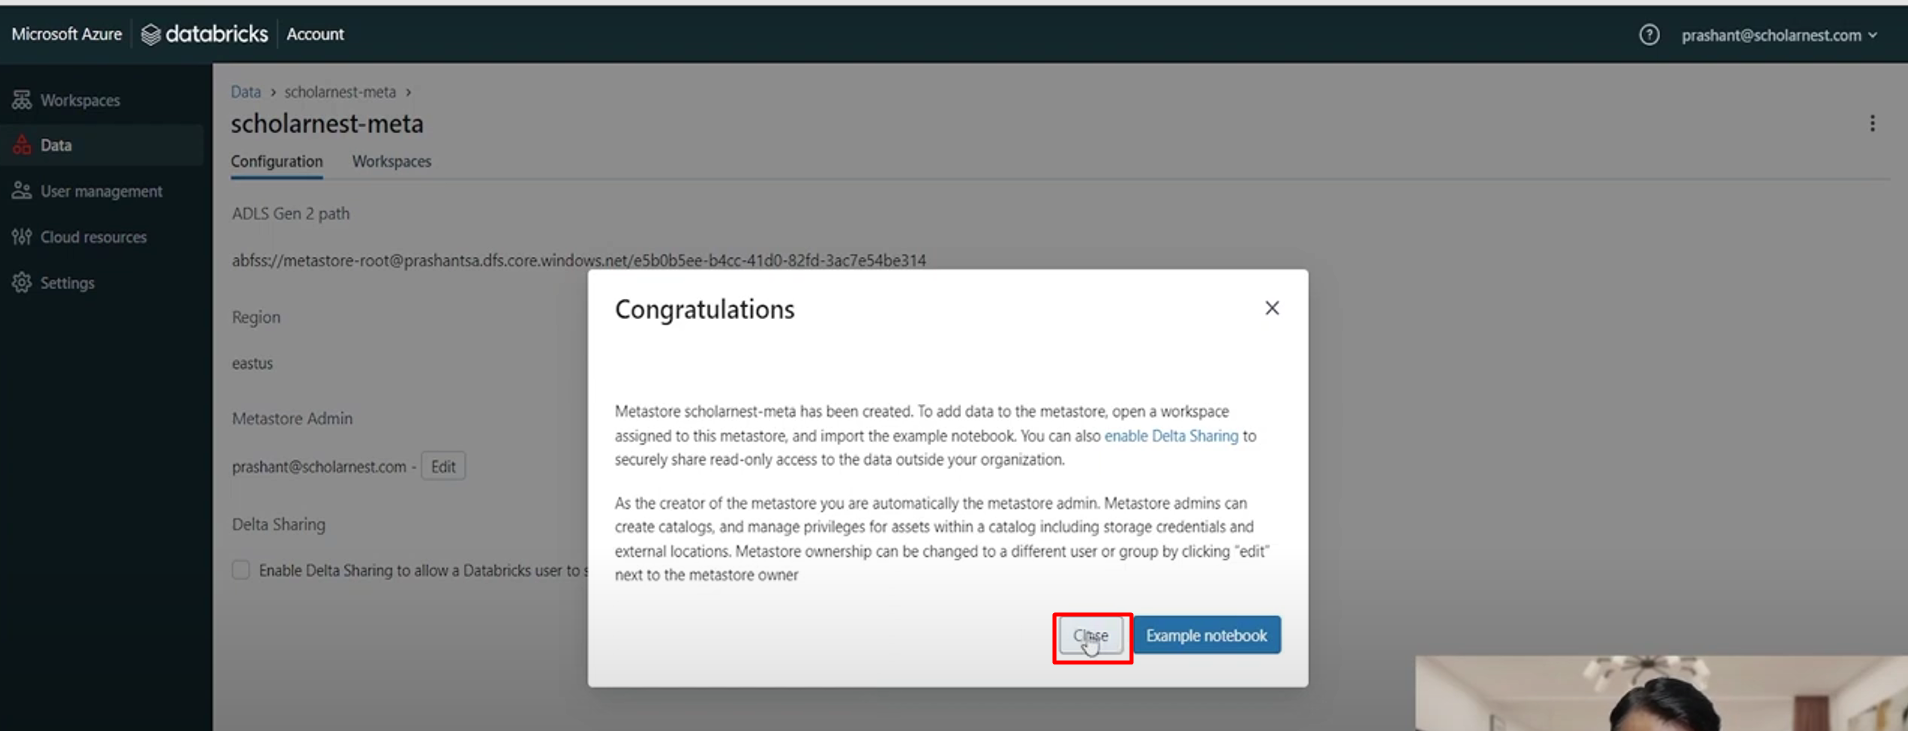 Microsoft Azure databricks Account
prashant@scholarnest.com
Workspaces
Data
User management
Cloud resources
Settings
Data > scholarnest-meta >
scholarnest-meta
Configuration Workspaces
ADLS Gen 2 path
abfss://metastore-root@prashantsa.dfs.core.windows.net/e5b0b5ee-b4cc-41d0-82fd-3ac7e54be314
Region
eastus
Metastore Admin
prashant@scholarnest.com - Edit
Delta Sharing
Enable Delta Sharing to allow a Databricks user to
Congratulations
Metastore scholarnest-meta has been created. To add data to the metastore, open a workspace
assigned to this metastore, and import the example notebook. You can also enable Delta Sharing to
securely share read-only access to the data outside your organization.
As the creator of the metastore you are automatically the metastore admin. Metastore admins can
create catalogs, and manage privileges for assets within a catalog including storage credentials and
external locations. Metastore ownership can be changed to a different user or group by clicking "edit"
next to the metastore owner
Close Example notebook